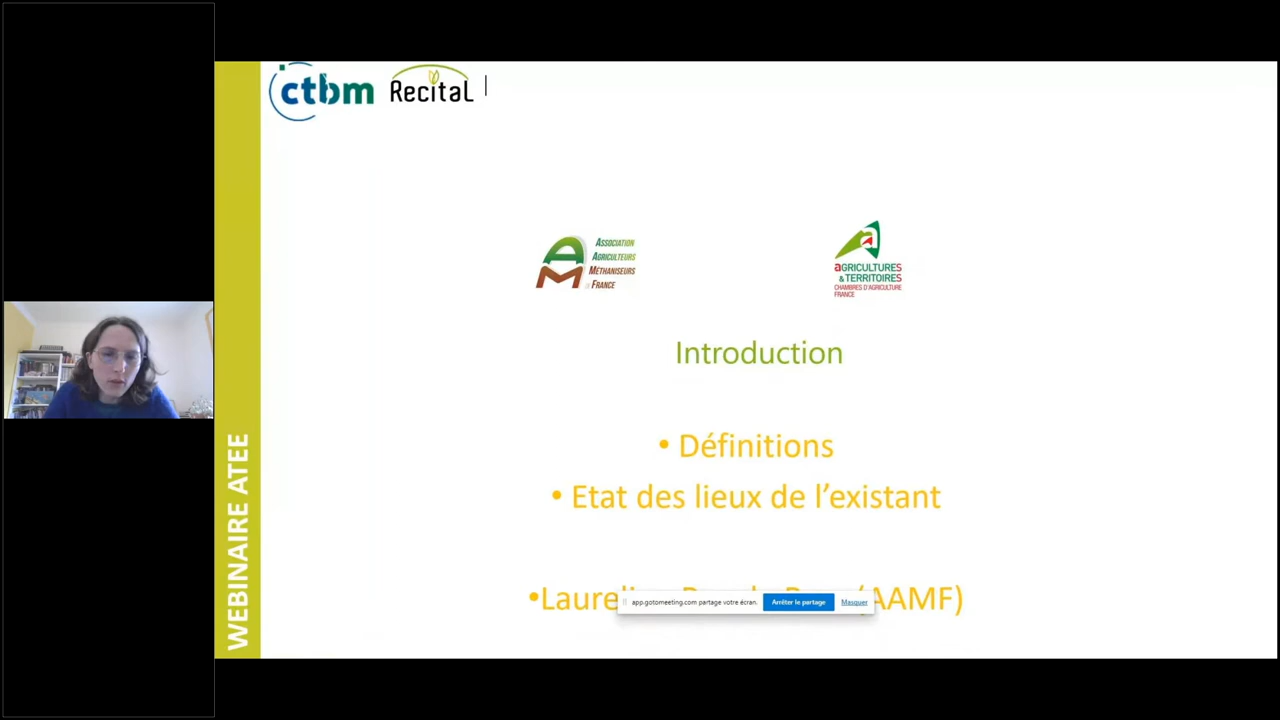 ctbm Recital
WEBINAIRE ATEE
ASSOCIATION
AGRICULTEURS
MÉTHANISEURS
FRANCE
AGRICULTURES
& TERRITOIRES
CHAMBRES D'AGRICULTURE
FRANCE
Introduction
• Définitions
• Etat des lieux de l'existant
(AAMF)
app.gotomeeting.com partage votre écran. Arrêter le partage Masquer